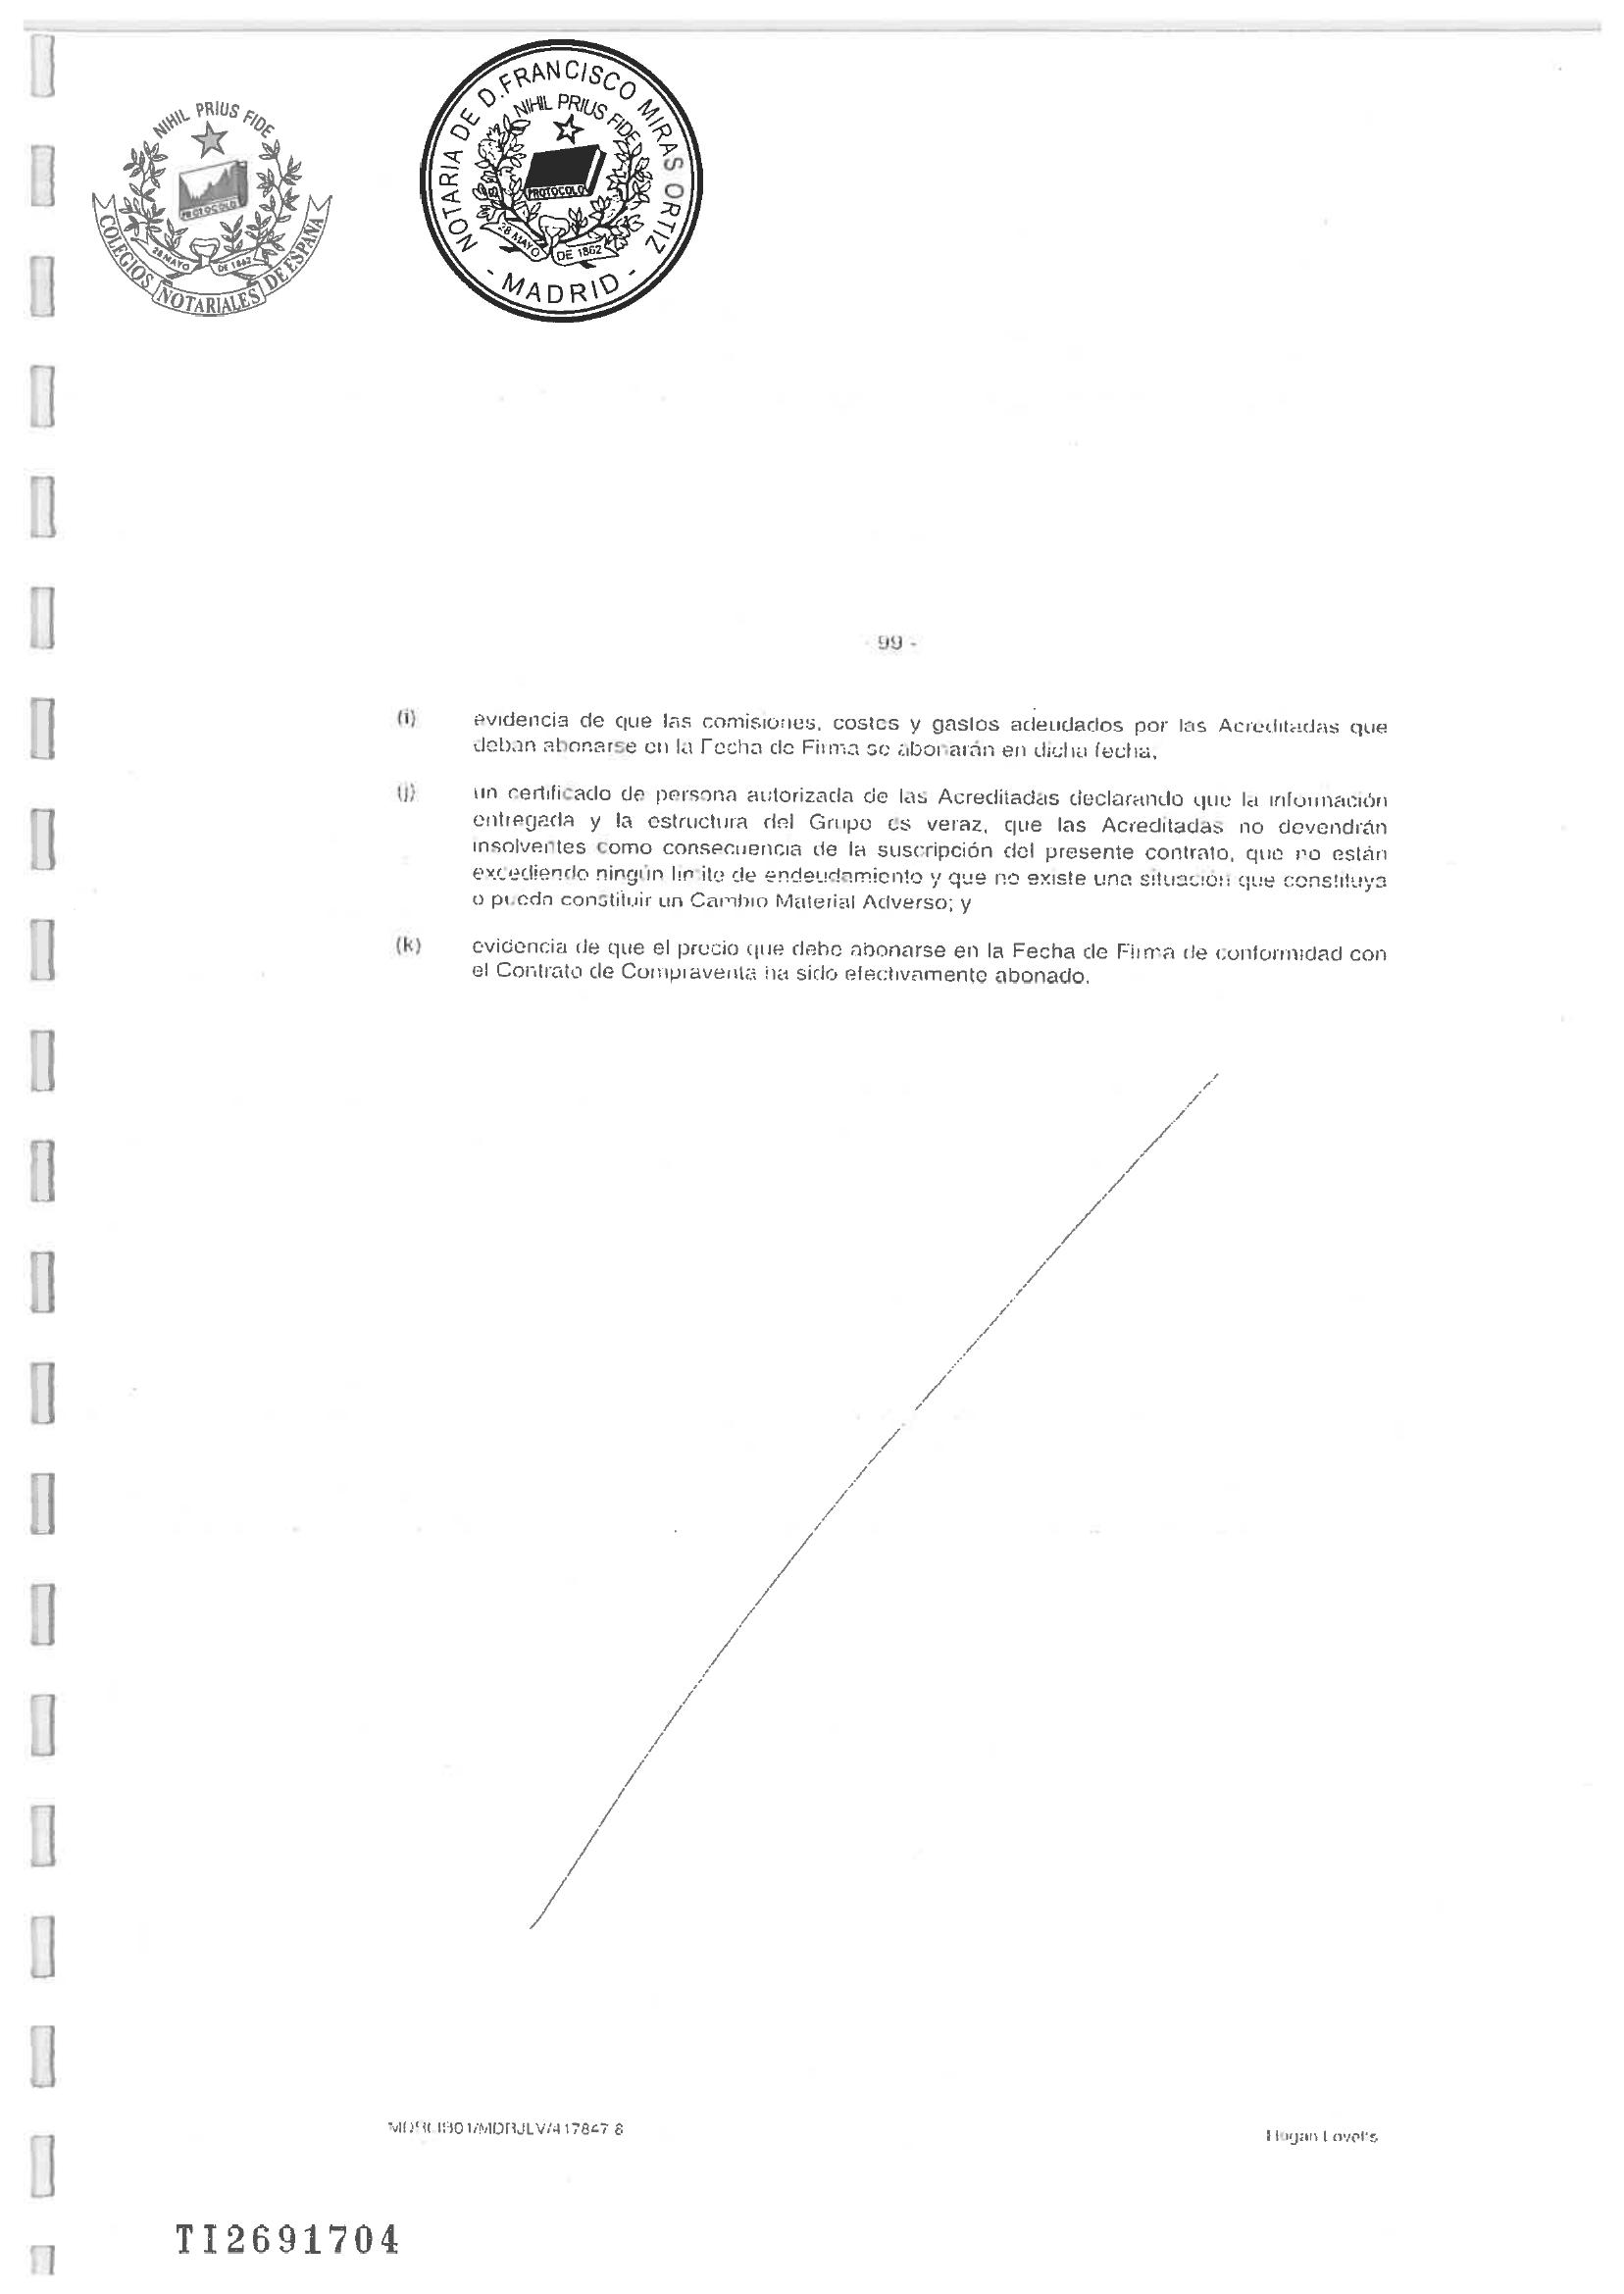 NIHIL PRIUS FIDE
PROTOCOLO
28 MAYO DE 1862
COLEGIOS NOTARIALES DE ESPAÑA
NOTARIA DE D. FRANCISCO MIRAS ORTIZ
NIHIL PRIUS FIDE
PROTOCOLO
28 MAYO DE 1862
- MADRID -
- 99 -
(i) evidencia de que las comisiones, costes y gastos adeudados por las Acreditadas que
deban abonarse en la Fecha de Firma se abonarán en dicha fecha,
(j) un certificado de persona autorizada de las Acreditadas declarando que la información
entregada y la estructura del Grupo es veraz, que las Acreditadas no devendrán
insolventes como consecuencia de la suscripción del presente contrato, que no están
excediendo ningún limite de endeudamiento y que no existe una situación que constituya
o pueda constituir un Cambio Material Adverso; y
(k) evidencia de que el precio que debe abonarse en la Fecha de Firma de conformidad con
el Contrato de Compraventa ha sido efectivamente abonado.
Hogan Lovells
TI2691704